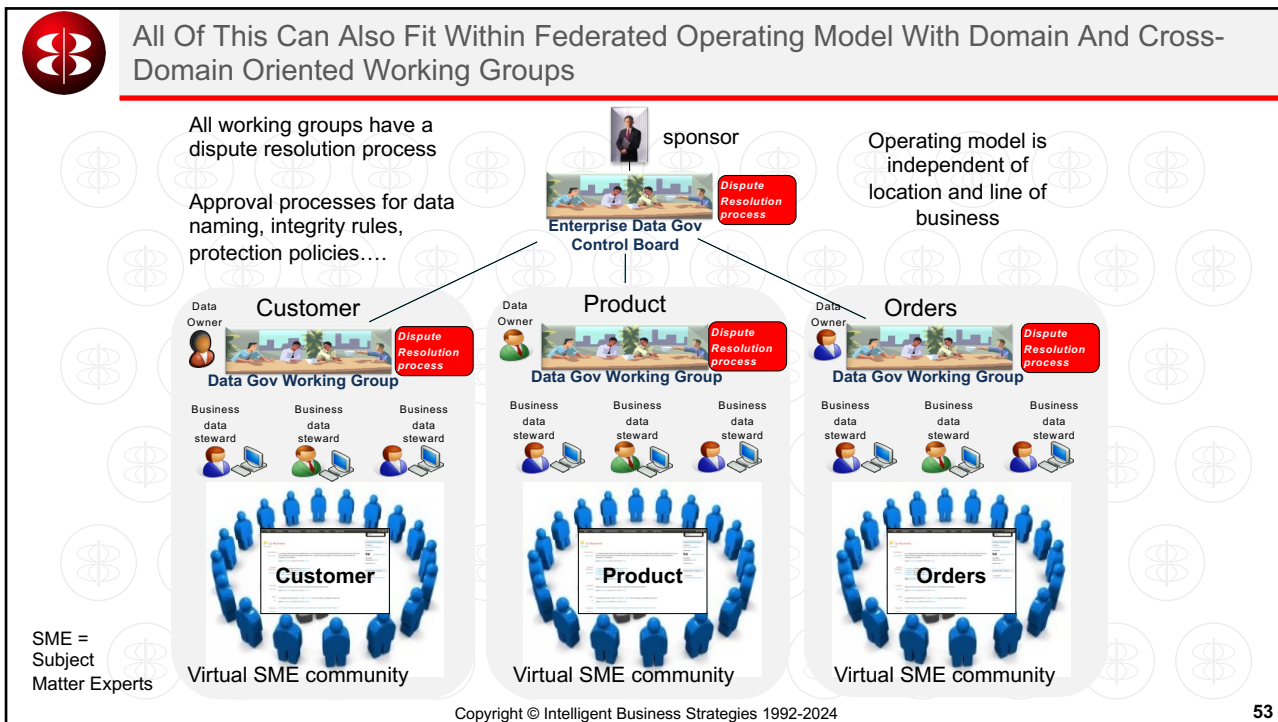 All Of This Can Also Fit Within Federated Operating Model With Domain And Cross-
Domain Oriented Working Groups
All working groups have a
dispute resolution process
Approval processes for data
naming, integrity rules,
protection policies….
sponsor
Dispute
Resolution
process
Enterprise Data Gov
Control Board
Operating model is
independent of
location and line of
business
Data
Owner
Customer
Dispute
Resolution
process
Data Gov Working Group
Business
data
steward
Business
data
steward
Business
data
steward
Customer
Virtual SME community
Data
Owner
Product
Dispute
Resolution
process
Data Gov Working Group
Business
data
steward
Business
data
steward
Business
data
steward
Product
Virtual SME community
Data
Owner
Orders
Dispute
Resolution
process
Data Gov Working Group
Business
data
steward
Business
data
steward
Business
data
steward
Orders
Virtual SME community
SME =
Subject
Matter Experts
Copyright © Intelligent Business Strategies 1992-2024
53